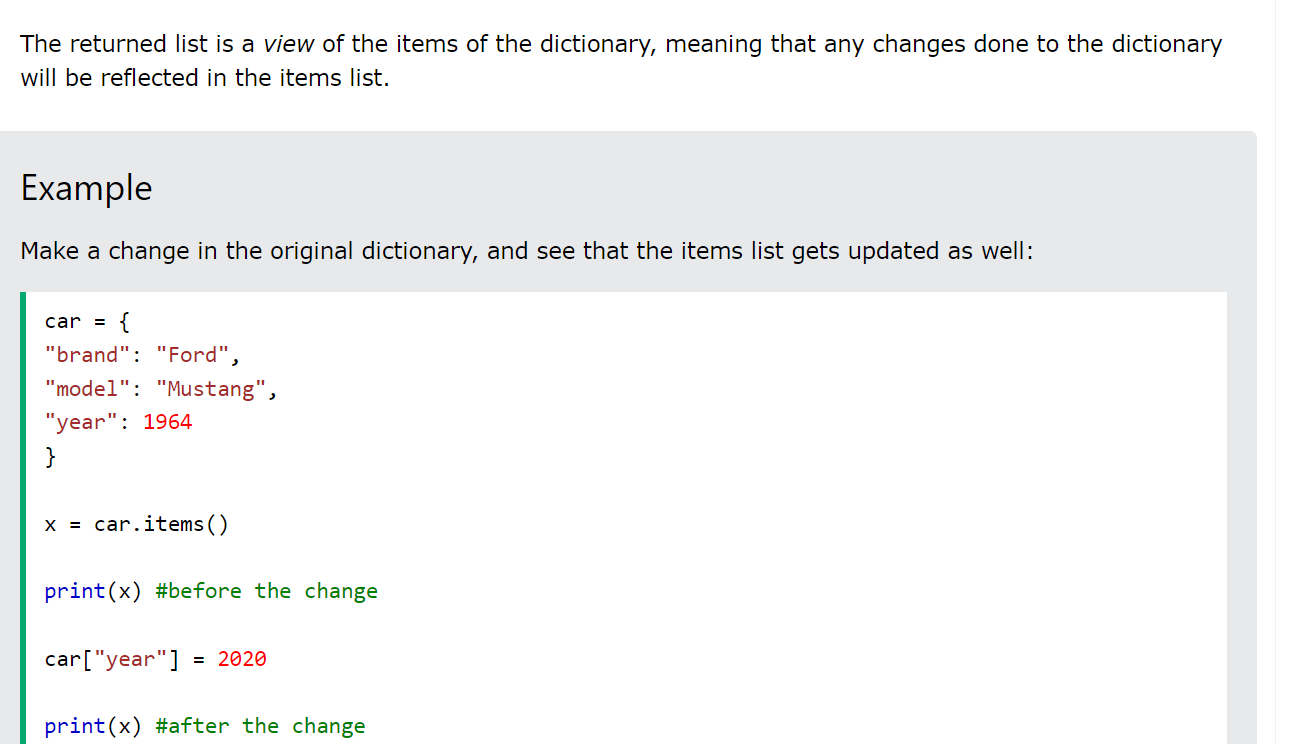 The returned list is a view of the items of the dictionary, meaning that any changes done to the dictionary
will be reflected in the items list.
Example
Make a change in the original dictionary, and see that the items list gets updated as well:
car = {
"brand": "Ford",
"model": "Mustang",
"year": 1964
}
x = car.items()
print(x) #before the change
car["year"] = 2020
print(x) #after the change